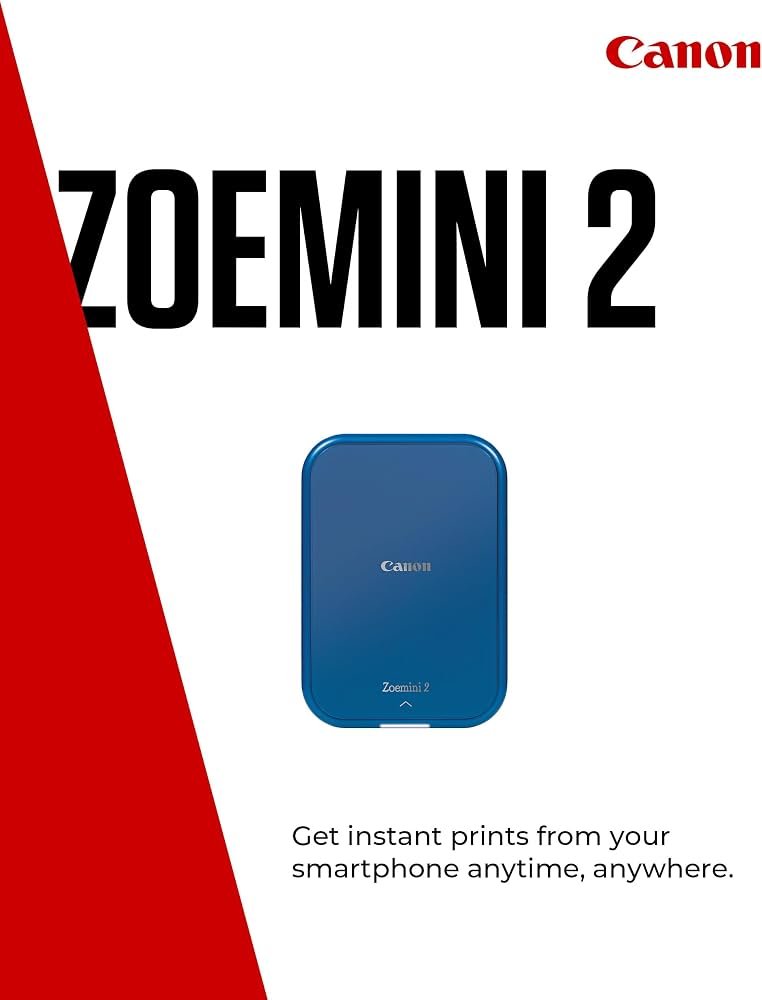 Canon
ZOEMINI 2
Canon
Zoemini 2
Get instant prints from your
smartphone anytime, anywhere.